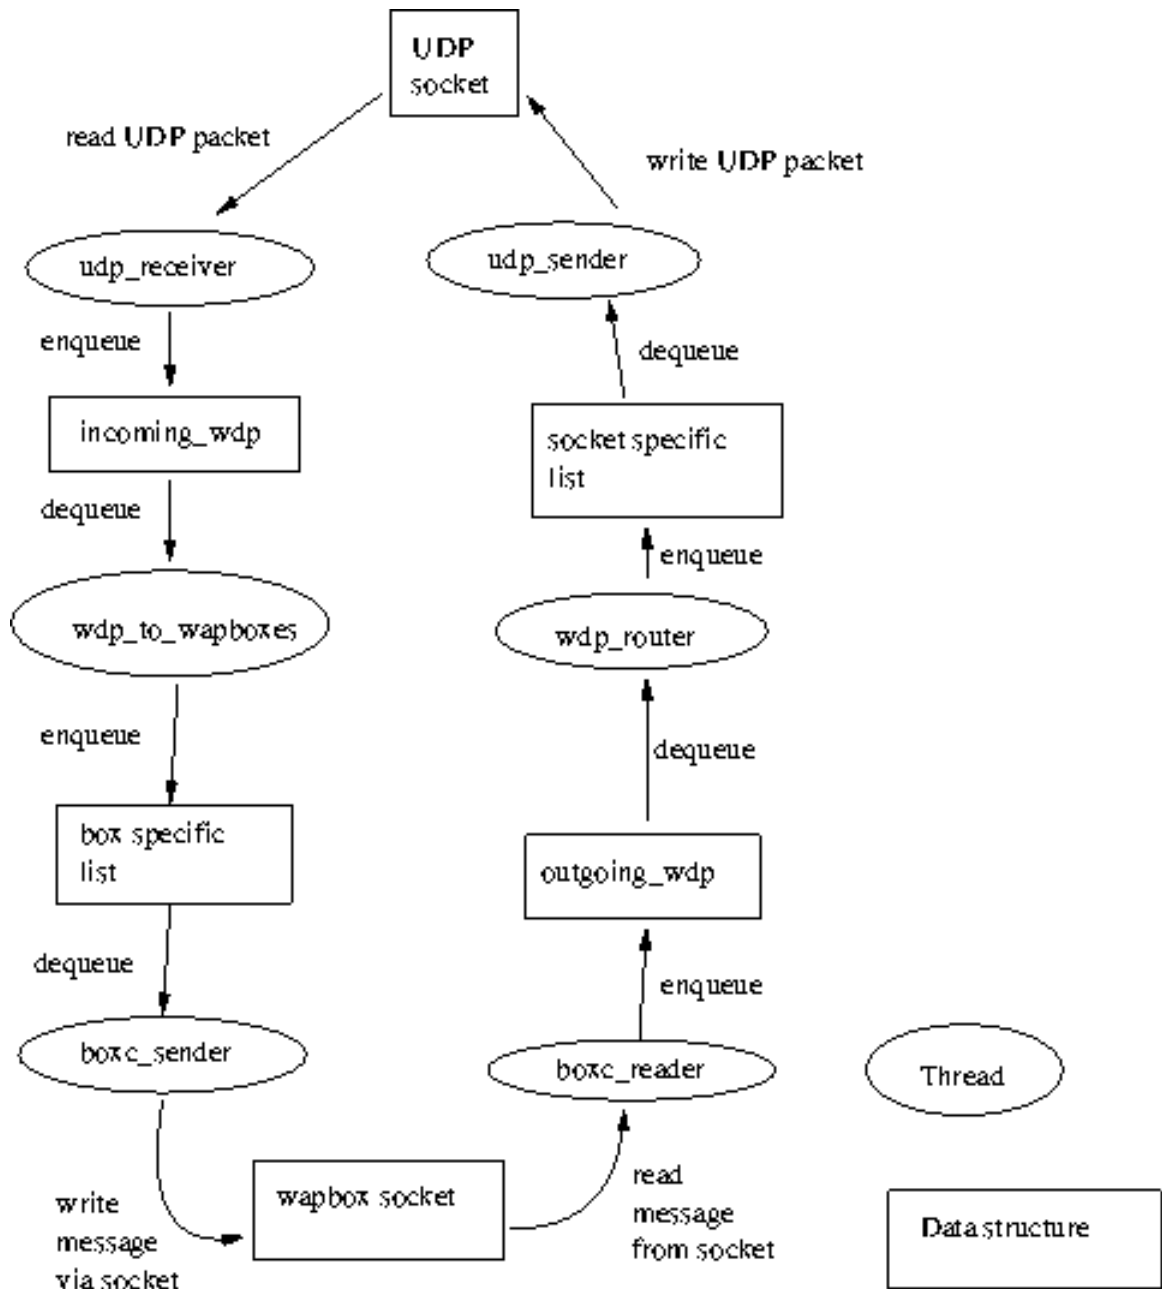 UDP
socket
read UDP packet
write UDP packet
udp_receiver
udp_sender
enqueue
dequeue
incoming_wdp
socket specific
list
dequeue
enqueue
wdp_to_wapboxes
wdp_router
enqueue
dequeue
box specific
list
outgoing_wdp
dequeue
enqueue
boxc_sender
boxc_reader
Thread
write
message
via socket
wapbox socket
read
message
from socket
Data structure